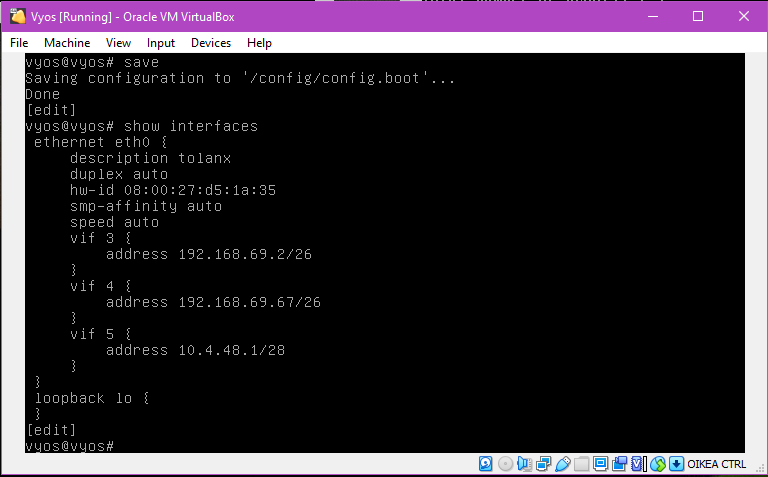 Vyos [Running] - Oracle VM VirtualBox
File Machine View Input Devices Help
vyos@vyos# save
Saving configuration to '/config/config.boot'...
Done
[edit]
vyos@vyos# show interfaces
ethernet eth0 {
description tolanx
duplex auto
hw-id 08:00:27:d5:1a:35
smp-affinity auto
speed auto
vif 3 {
address 192.168.69.2/26
}
vif 4 {
address 192.168.69.67/26
}
vif 5 {
address 10.4.48.1/28
}
}
loopback lo {
}
[edit]
vyos@vyos#
OIKEA CTRL